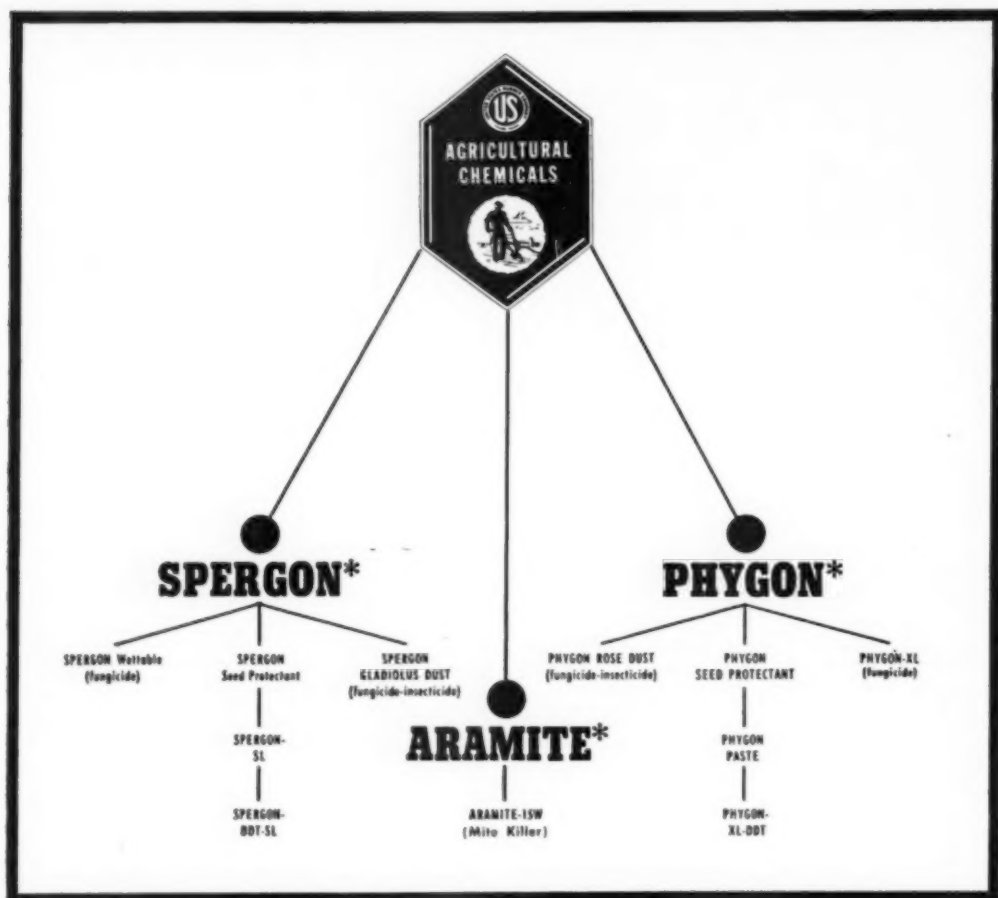 US
AGRICULTURAL
CHEMICALS
SPERGON*
PHYGON*
SPERGON Wettable
(fungicide)
SPERGON
Seed Protectant
SPERGON
GLADIOLUS DUST
(fungicide-insecticide)
PHYGON ROSE DUST
(fungicide-insecticide)
PHYGON
SEED PROTECTANT
PHYGON-XL
(fungicide)
ARAMITE*
SPERGON-
SL
PHYGON
PASTE
SPERGON-
DDT-SL
ARAMITE-15W
(Mite Killer)
PHYGON-
XL-DDT